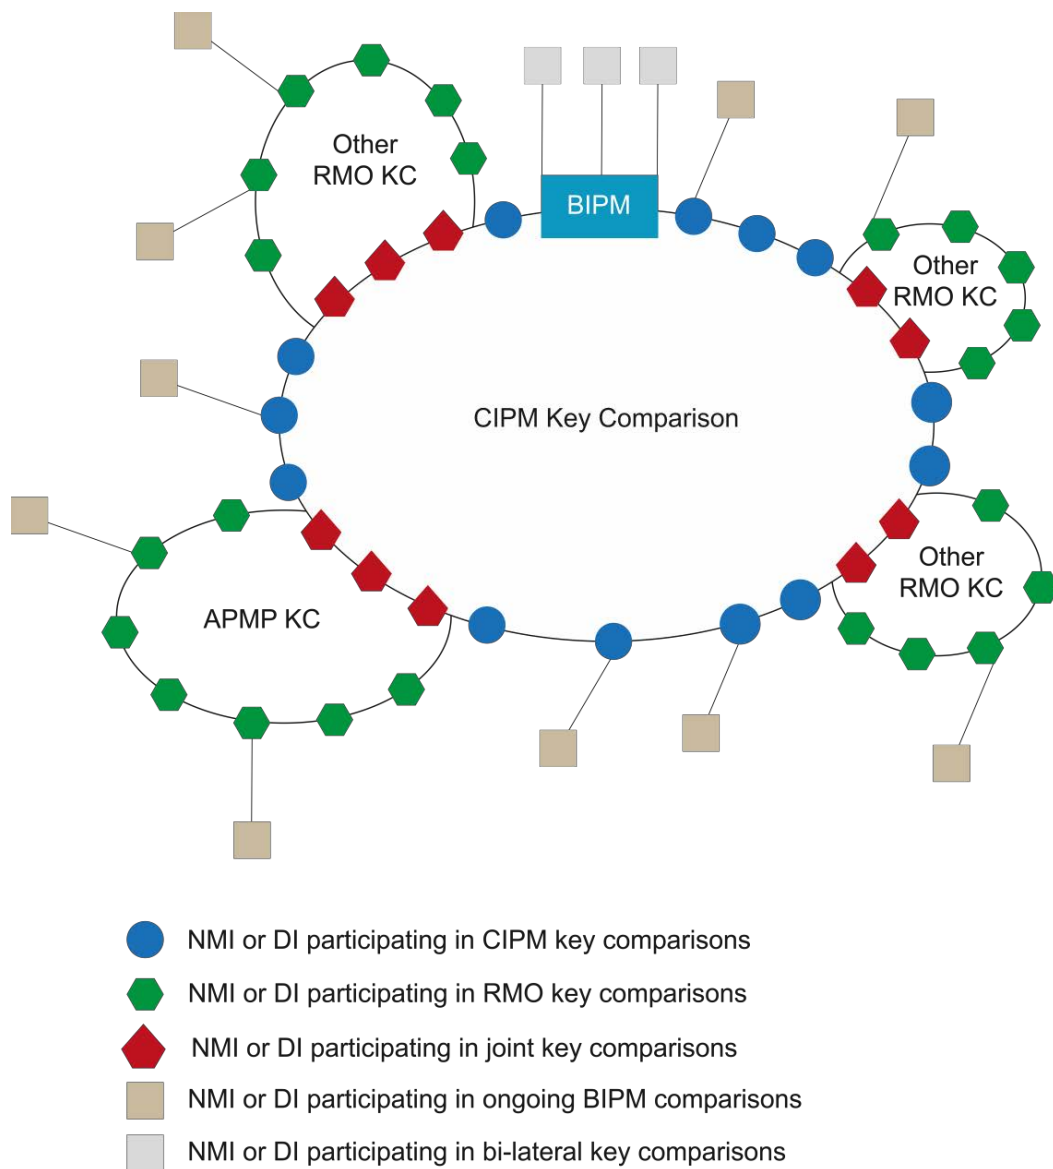 Other
RMO KC
BIPM
Other
RMO KC
CIPM Key Comparison
Other
RMO KC
APMP KC
NMI or DI participating in CIPM key comparisons
NMI or DI participating in RMO key comparisons
NMI or DI participating in joint key comparisons
NMI or DI participating in ongoing BIPM comparisons
NMI or DI participating in bi-lateral key comparisons